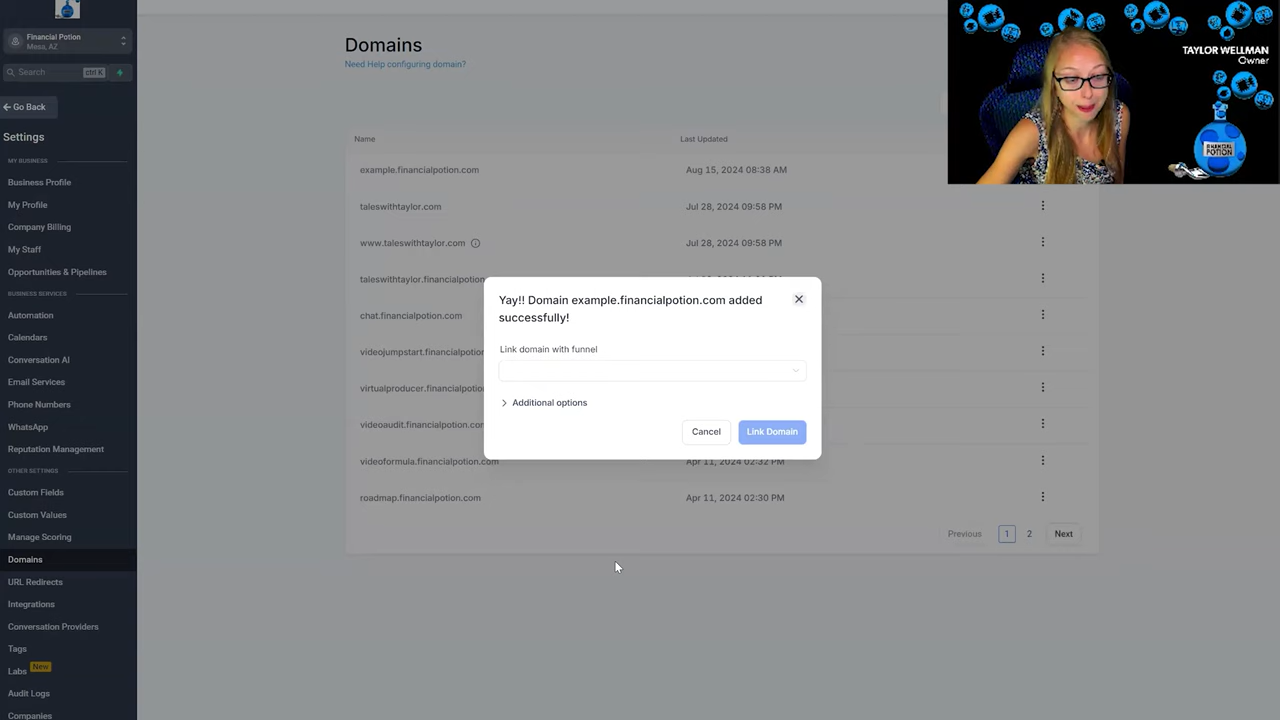 Financial Potion
Mesa, AZ
Search
ctrl K
Go Back
Settings
MY BUSINESS
Business Profile
My Profile
Company Billing
My Staff
Opportunities & Pipelines
BUSINESS SERVICES
Automation
Calendars
Conversation AI
Email Services
Phone Numbers
WhatsApp
Reputation Management
OTHER SETTINGS
Custom Fields
Custom Values
Manage Scoring
Domains
URL Redirects
Integrations
Conversation Providers
Tags
Labs New
Audit Logs
Companies
Domains
Need Help configuring domain?
Name Last Updated
example.financialpotion.com Aug 15, 2024 08:38 AM
taleswithtaylor.com Jul 28, 2024 09:58 PM
www.taleswithtaylor.com Jul 28, 2024 09:58 PM
taleswithtaylor.financialpotion
chat.financialpotion.com
videojumpstart.financialpotion
virtualproducer.financialpotion
videoaudit.financialpotion.com
videoformula.financialpotion.com Apr 11, 2024 02:32 PM
roadmap.financialpotion.com Apr 11, 2024 02:30 PM
Previous 1 2 Next
Yay!! Domain example.financialpotion.com added
successfully!
Link domain with funnel
Additional options
Cancel
Link Domain
TAYLOR WELLMAN
Owner
FINANCIAL
POTION